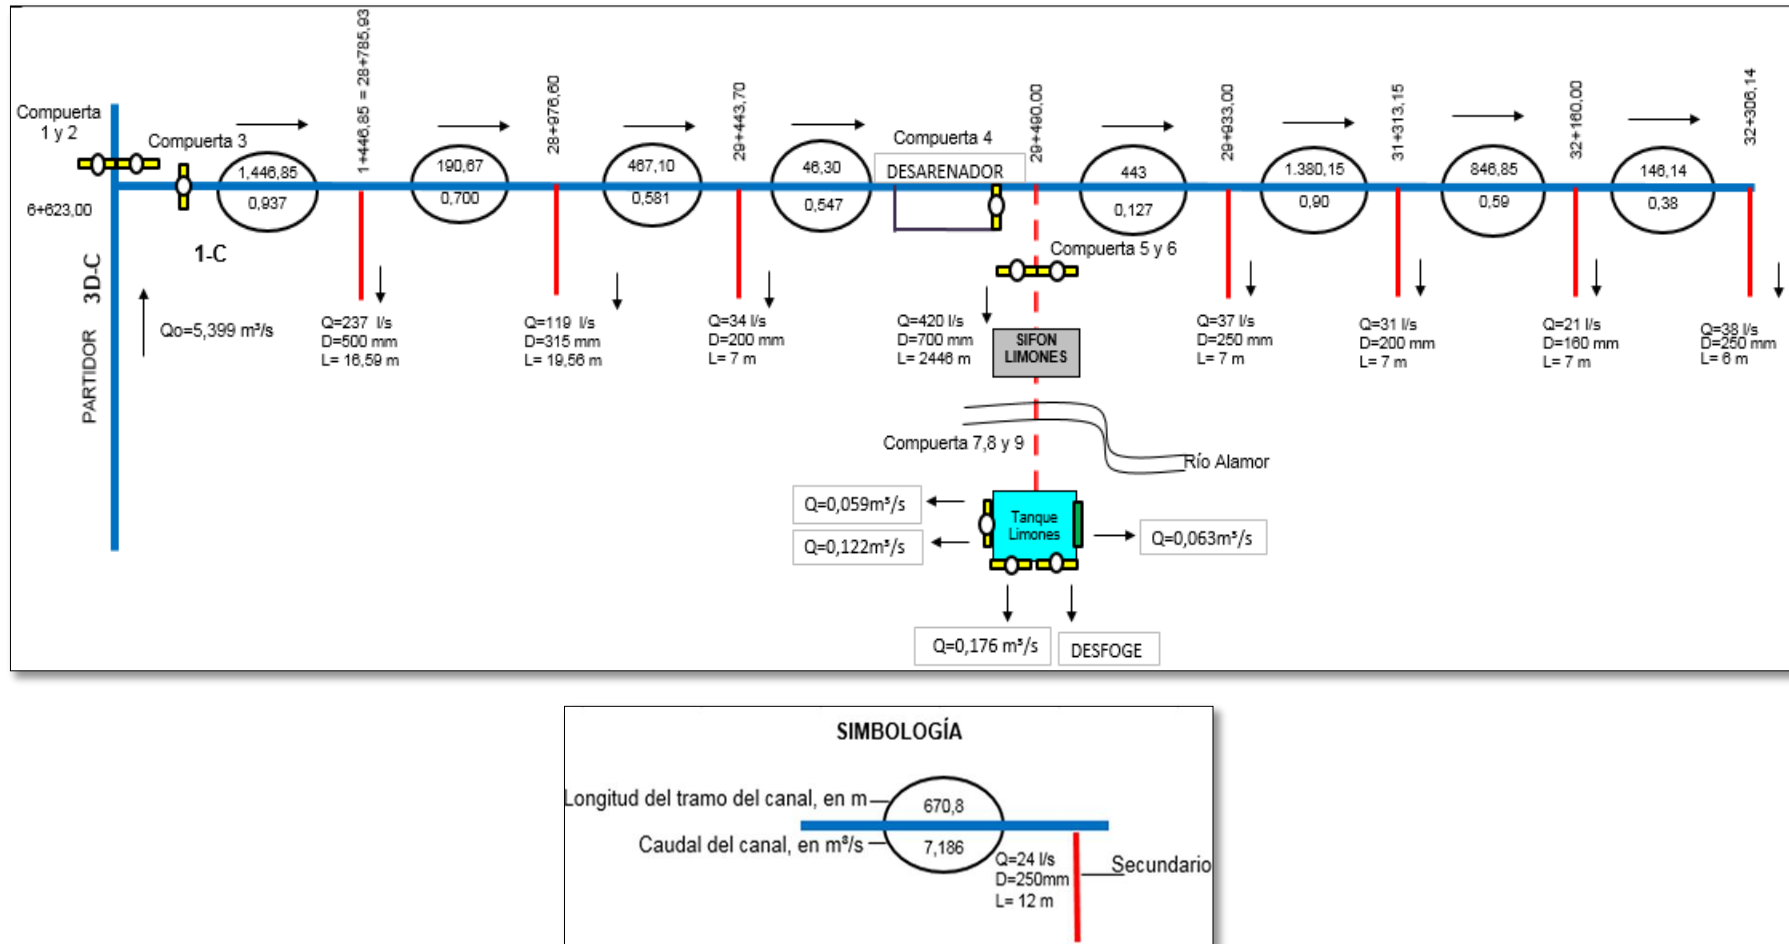 Compuerta
1 y 2
Compuerta 3
1+446,85 = 28+785,93
28+976,60
29+443,70
Compuerta 4
29+490,00
29+933,00
31+313,15
32+160,00
32+306,14
1,446,85
0,937
190,67
0,700
467,10
0,581
46,30
0,547
DESARENADOR
443
0,127
1.380,15
0,90
846,85
0,59
146,14
0,38
6+623,00
1-C
PARTIDOR 3D-C
Qo=5,399 m³/s
Compuerta 5 y 6
Q=237 l/s
D=500 mm
L= 16,59 m
Q=119 l/s
D=315 mm
L= 19,56 m
Q=34 l/s
D=200 mm
L= 7 m
Q=420 l/s
D=700 mm
L= 2446 m
SIFON
LIMONES
Q=37 l/s
D=250 mm
L= 7 m
Q=31 l/s
D=200 mm
L= 7 m
Q=21 l/s
D=160 mm
L= 7 m
Q=38 l/s
D=250 mm
L= 6 m
Compuerta 7,8 y 9
Río Alamor
Q=0,059m³/s
Q=0,122m³/s
Tanque
Limones
Q=0,063m³/s
Q=0,176 m³/s
DESFOGE
SIMBOLOGÍA
Longitud del tramo del canal, en m
670,8
Caudal del canal, en m³/s
7,186
Q=24 l/s
D=250mm
L= 12 m
Secundario